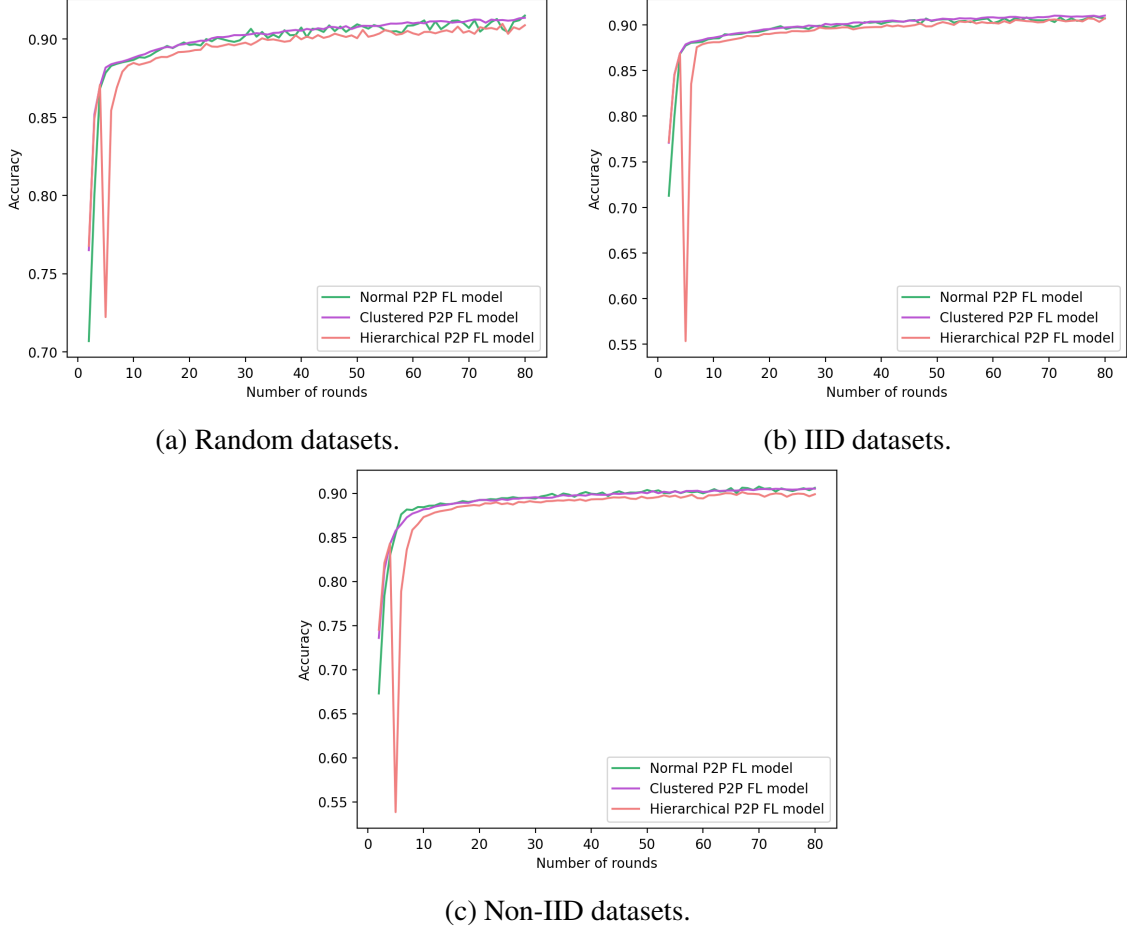 0.90
0.85
0.80
0.75
0.70
Accuracy
0 10 20 30 40 50 60 70 80
Number of rounds
Normal P2P FL model
Clustered P2P FL model
Hierarchical P2P FL model
(a) Random datasets.
0.90
0.85
0.80
0.75
0.70
0.65
0.60
0.55
Accuracy
0 10 20 30 40 50 60 70 80
Number of rounds
Normal P2P FL model
Clustered P2P FL model
Hierarchical P2P FL model
(b) IID datasets.
0.90
0.85
0.80
0.75
0.70
0.65
0.60
0.55
Accuracy
0 10 20 30 40 50 60 70 80
Number of rounds
Normal P2P FL model
Clustered P2P FL model
Hierarchical P2P FL model
(c) Non-IID datasets.